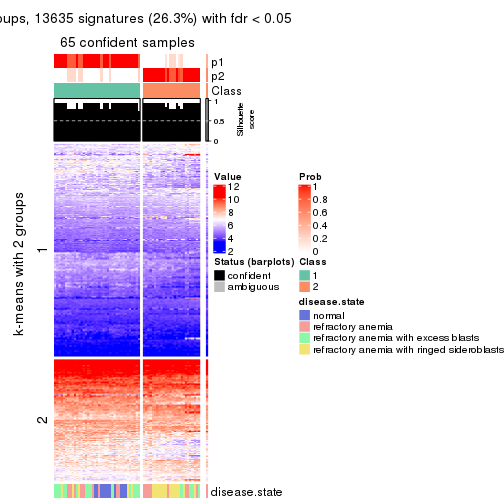 oups, 13635 signatures (26.3%) with fdr < 0.05
65 confident samples
p1
p2
Class
1
0.5
0
Silhouette
score
k-means with 2 groups
1
2
Value
12
10
8
6
4
2
Prob
1
0.8
0.6
0.4
0.2
0
Status (barplots)
confident
ambiguous
Class
1
2
disease.state
normal
refractory anemia
refractory anemia with excess blasts
refractory anemia with ringed sideroblasts
disease.state